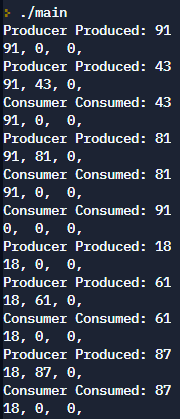 > ./main
Producer Produced: 91
91, 0,  0,
Producer Produced: 43
91, 43, 0,
Consumer Consumed: 43
91, 0,  0,
Producer Produced: 81
91, 81, 0,
Consumer Consumed: 81
91, 0,  0,
Consumer Consumed: 91
0,  0,  0,
Producer Produced: 18
18, 0,  0,
Producer Produced: 61
18, 61, 0,
Consumer Consumed: 61
18, 0,  0,
Producer Produced: 87
18, 87, 0,
Consumer Consumed: 87
18, 0,  0,